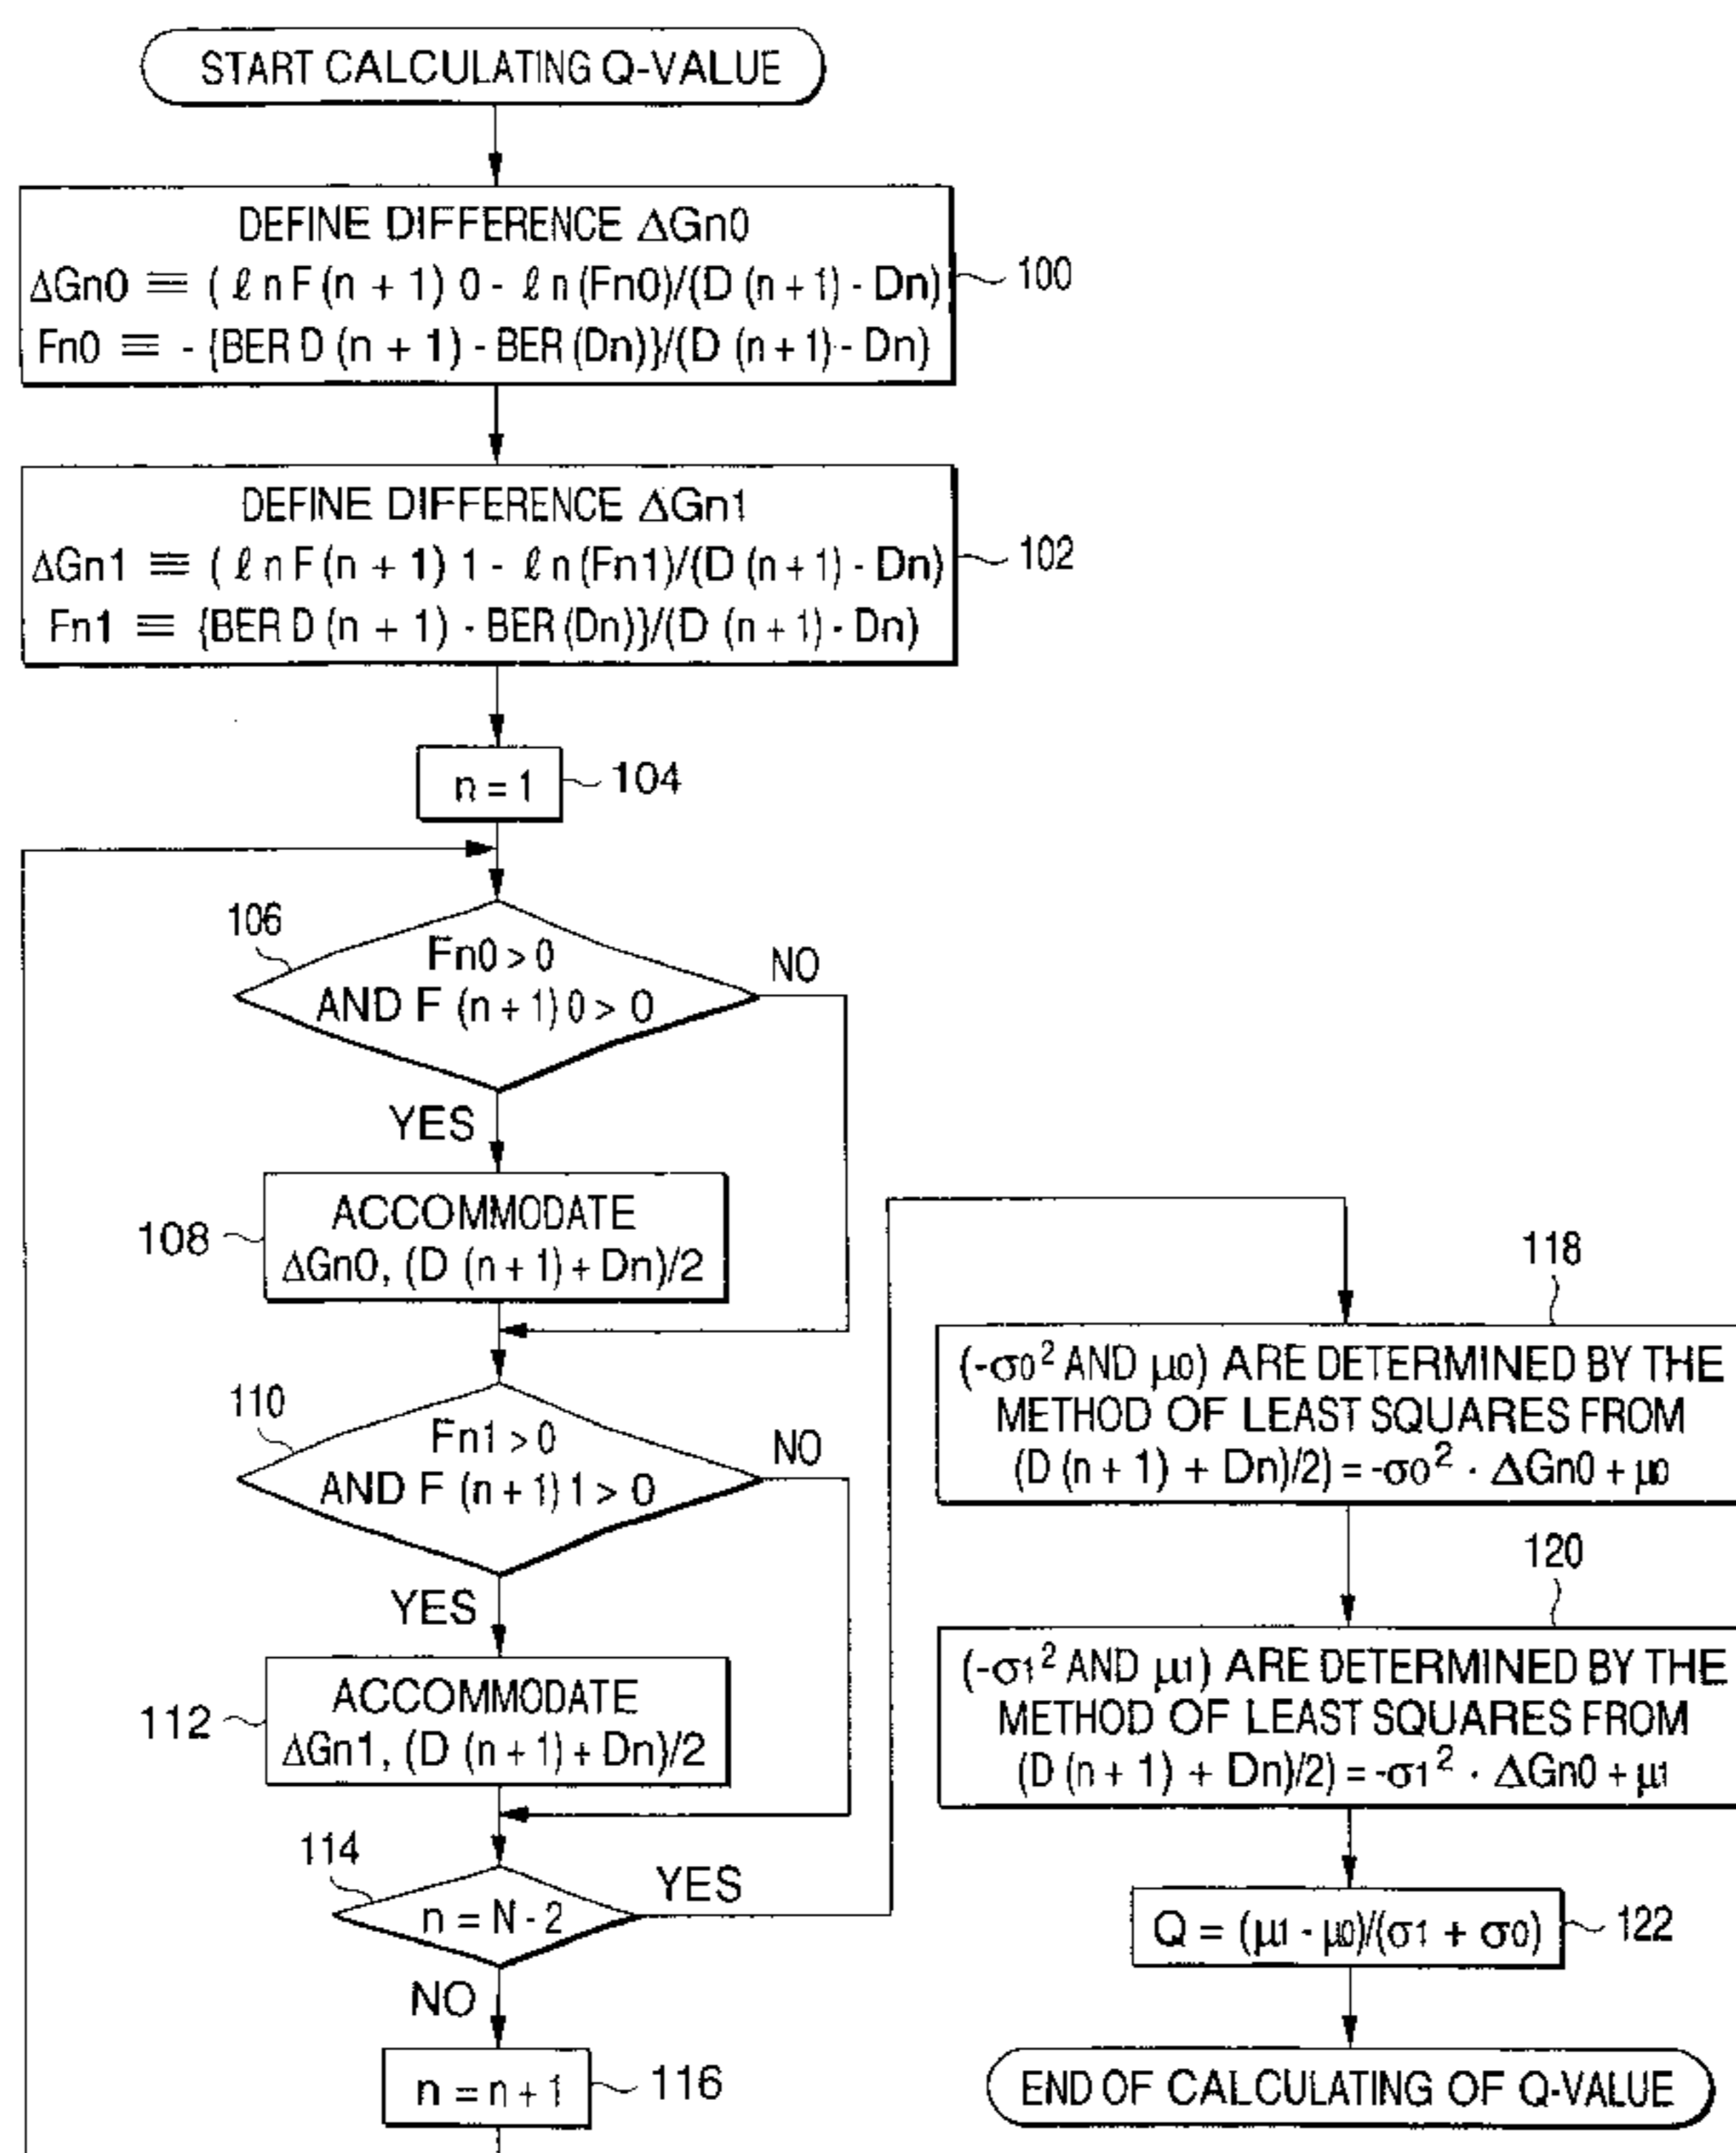 START CALCULATING Q-VALUE
DEFINE DIFFERENCE ΔGn0
ΔGn0 ≡ ( ℓ n F (n + 1) 0 - ℓ n (Fn0)/(D (n + 1) - Dn)
Fn0 ≡ - {BER D (n + 1) - BER (Dn)}/(D (n + 1) - Dn)
100
DEFINE DIFFERENCE ΔGn1
ΔGn1 ≡ ( ℓ n F (n + 1) 1 - ℓ n (Fn1)/(D (n + 1) - Dn)
Fn1 ≡ {BER D (n + 1) - BER (Dn)}/(D (n + 1) - Dn)
102
n = 1
104
106
Fn0 > 0
AND F (n + 1) 0 > 0
NO
YES
108
ACCOMMODATE
ΔGn0, (D (n + 1) + Dn)/2
110
Fn1 > 0
AND F (n + 1) 1 > 0
NO
YES
112
ACCOMMODATE
ΔGn1, (D (n + 1) + Dn)/2
114
n = N - 2
YES
NO
n = n + 1
116
118
(-σ0² AND μ0) ARE DETERMINED BY THE
METHOD OF LEAST SQUARES FROM
(D (n + 1) + Dn)/2) = -σ0² · ΔGn0 + μ0
120
(-σ1² AND μ1) ARE DETERMINED BY THE
METHOD OF LEAST SQUARES FROM
(D (n + 1) + Dn)/2) = -σ1² · ΔGn0 + μ1
Q = (μ1 - μ0)/(σ1 + σ0)
122
END OF CALCULATING OF Q-VALUE